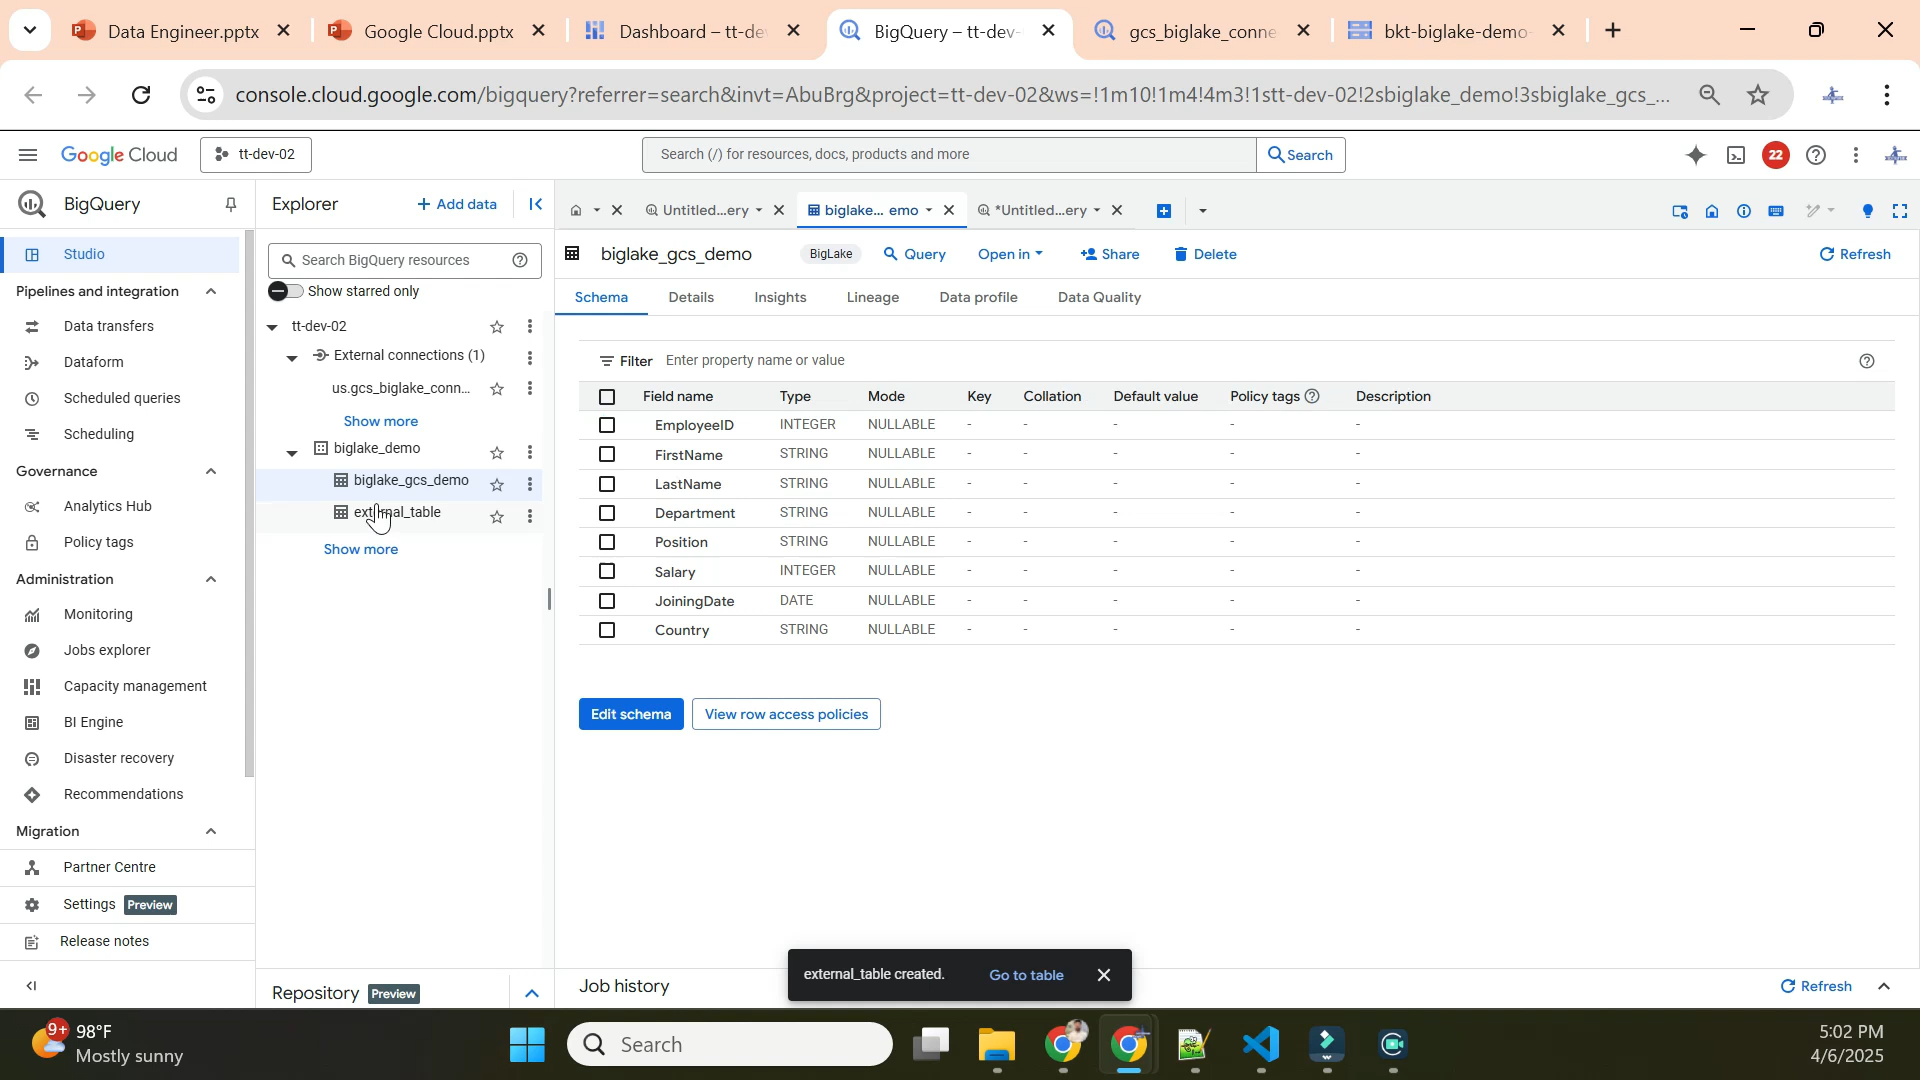 Data Engineer.pptx
Google Cloud.pptx
Dashboard – tt-de
BigQuery – tt-dev-
gcs_biglake_conne
bkt-biglake-demo-
console.cloud.google.com/bigquery?referrer=search&invt=AbuBrg&project=tt-dev-02&ws=!1m10!1m4!4m3!1stt-dev-02!2sbiglake_demo!3sbiglake_gcs_...
Google Cloud
tt-dev-02
Search (/) for resources, docs, products and more
Search
22
BigQuery
Studio
Pipelines and integration
Data transfers
Dataform
Scheduled queries
Scheduling
Governance
Analytics Hub
Policy tags
Administration
Monitoring
Jobs explorer
Capacity management
BI Engine
Disaster recovery
Recommendations
Migration
Partner Centre
Settings Preview
Release notes
Explorer
+ Add data
Search BigQuery resources
Show starred only
tt-dev-02
External connections (1)
us.gcs_biglake_conn...
Show more
biglake_demo
biglake_gcs_demo
external_table
Show more
Repository Preview
Untitled...ery
biglake... emo
*Untitled...ery
biglake_gcs_demo BigLake Query Open in Share Delete Refresh
Schema Details Insights Lineage Data profile Data Quality
Filter Enter property name or value
Field name Type Mode Key Collation Default value Policy tags Description
EmployeeID INTEGER NULLABLE - - - - -
FirstName STRING NULLABLE - - - - -
LastName STRING NULLABLE - - - - -
Department STRING NULLABLE - - - - -
Position STRING NULLABLE - - - - -
Salary INTEGER NULLABLE - - - - -
JoiningDate DATE NULLABLE - - - - -
Country STRING NULLABLE - - - - -
Edit schema View row access policies
external_table created. Go to table
Job history
Refresh
9+
98°F
Mostly sunny
Search
5:02 PM
4/6/2025